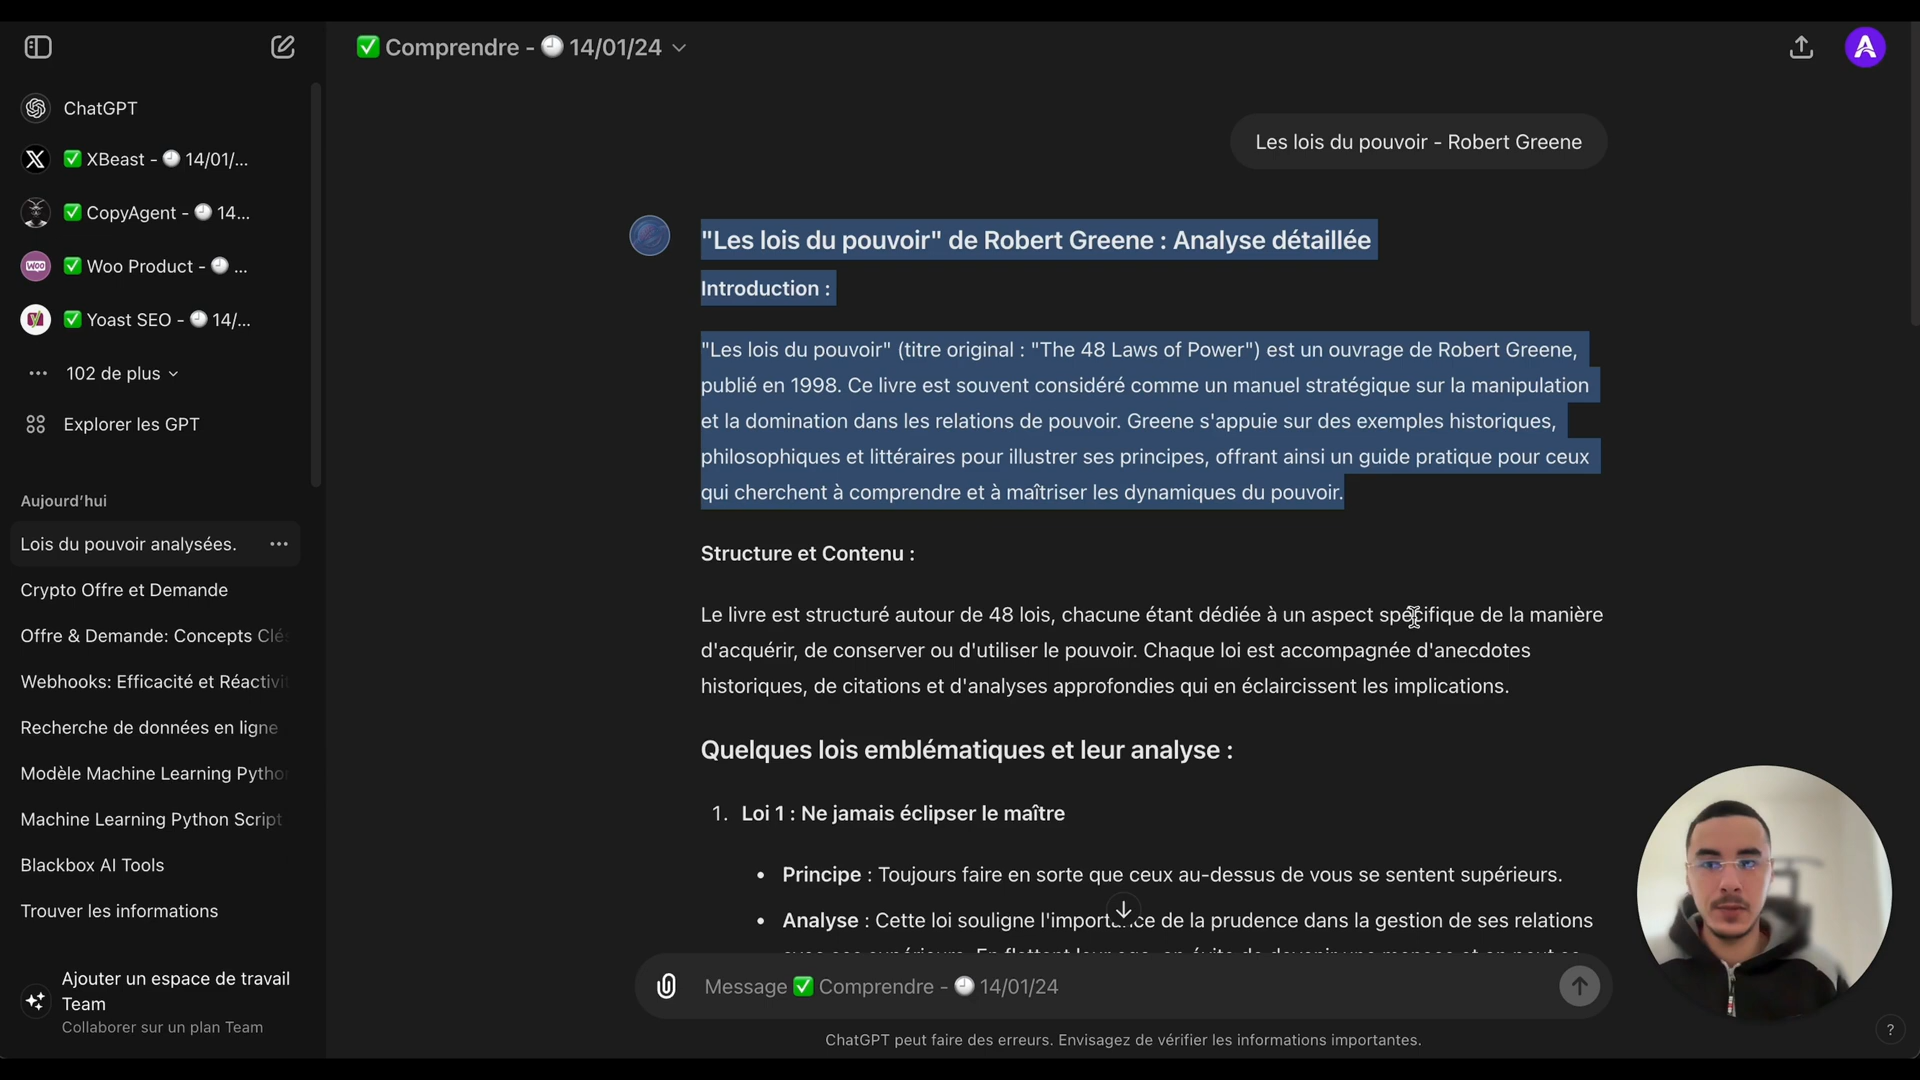 ✅ Comprendre - 🕘 14/01/24
ChatGPT
✅ XBeast - 🕘 14/01/...
✅ CopyAgent - 🕘 14...
✅ Woo Product - 🕘 ...
✅ Yoast SEO - 🕘 14/...
102 de plus
Explorer les GPT
Aujourd'hui
Lois du pouvoir analysées.
Crypto Offre et Demande
Offre & Demande: Concepts Clés
Webhooks: Efficacité et Réactivit
Recherche de données en ligne
Modèle Machine Learning Pytho
Machine Learning Python Script
Blackbox AI Tools
Trouver les informations
Ajouter un espace de travail
Team
Collaborer sur un plan Team
A
Les lois du pouvoir - Robert Greene
"Les lois du pouvoir" de Robert Greene : Analyse détaillée
Introduction :
"Les lois du pouvoir" (titre original : "The 48 Laws of Power") est un ouvrage de Robert Greene,
publié en 1998. Ce livre est souvent considéré comme un manuel stratégique sur la manipulation
et la domination dans les relations de pouvoir. Greene s'appuie sur des exemples historiques,
philosophiques et littéraires pour illustrer ses principes, offrant ainsi un guide pratique pour ceux
qui cherchent à comprendre et à maîtriser les dynamiques du pouvoir.
Structure et Contenu :
Le livre est structuré autour de 48 lois, chacune étant dédiée à un aspect spécifique de la manière
d'acquérir, de conserver ou d'utiliser le pouvoir. Chaque loi est accompagnée d'anecdotes
historiques, de citations et d'analyses approfondies qui en éclaircissent les implications.
Quelques lois emblématiques et leur analyse :
1. Loi 1 : Ne jamais éclipser le maître
• Principe : Toujours faire en sorte que ceux au-dessus de vous se sentent supérieurs.
• Analyse : Cette loi souligne l'importance de la prudence dans la gestion de ses relations
Message ✅ Comprendre - 🕘 14/01/24
ChatGPT peut faire des erreurs. Envisagez de vérifier les informations importantes.
?